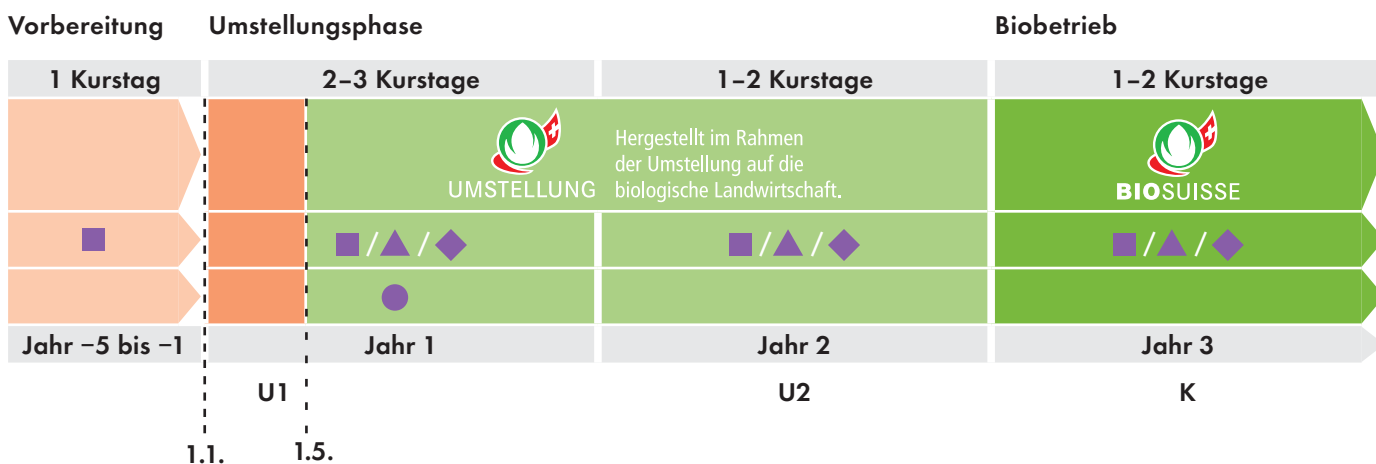 Vorbereitung Umstellungsphase Biobetrieb
1 Kurstag 2–3 Kurstage 1–2 Kurstage 1–2 Kurstage
Hergestellt im Rahmen
der Umstellung auf die
UMSTELLUNG biologische Landwirtschaft. BIOSUISSE
/ / / / / /
Jahr –5 bis –1 Jahr 1 Jahr 2 Jahr 3
U1 U2 K
1.1. 1.5.